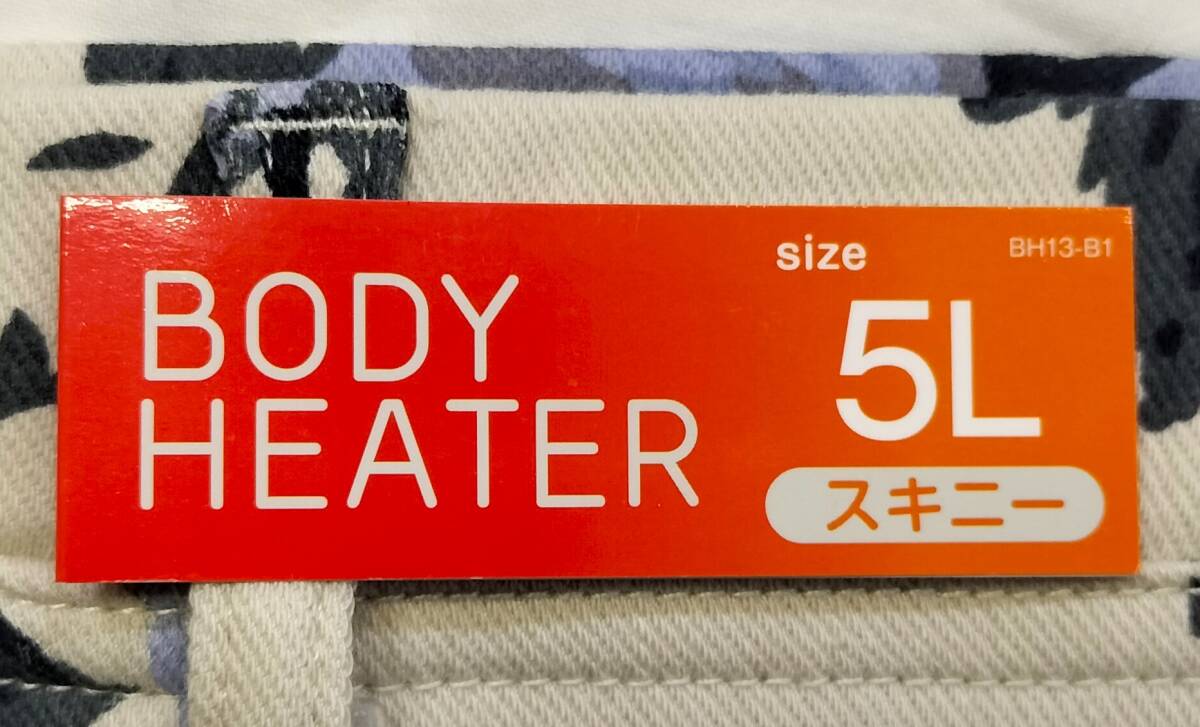 BODY
HEATER
size
BH13-B1
5L
スキニー